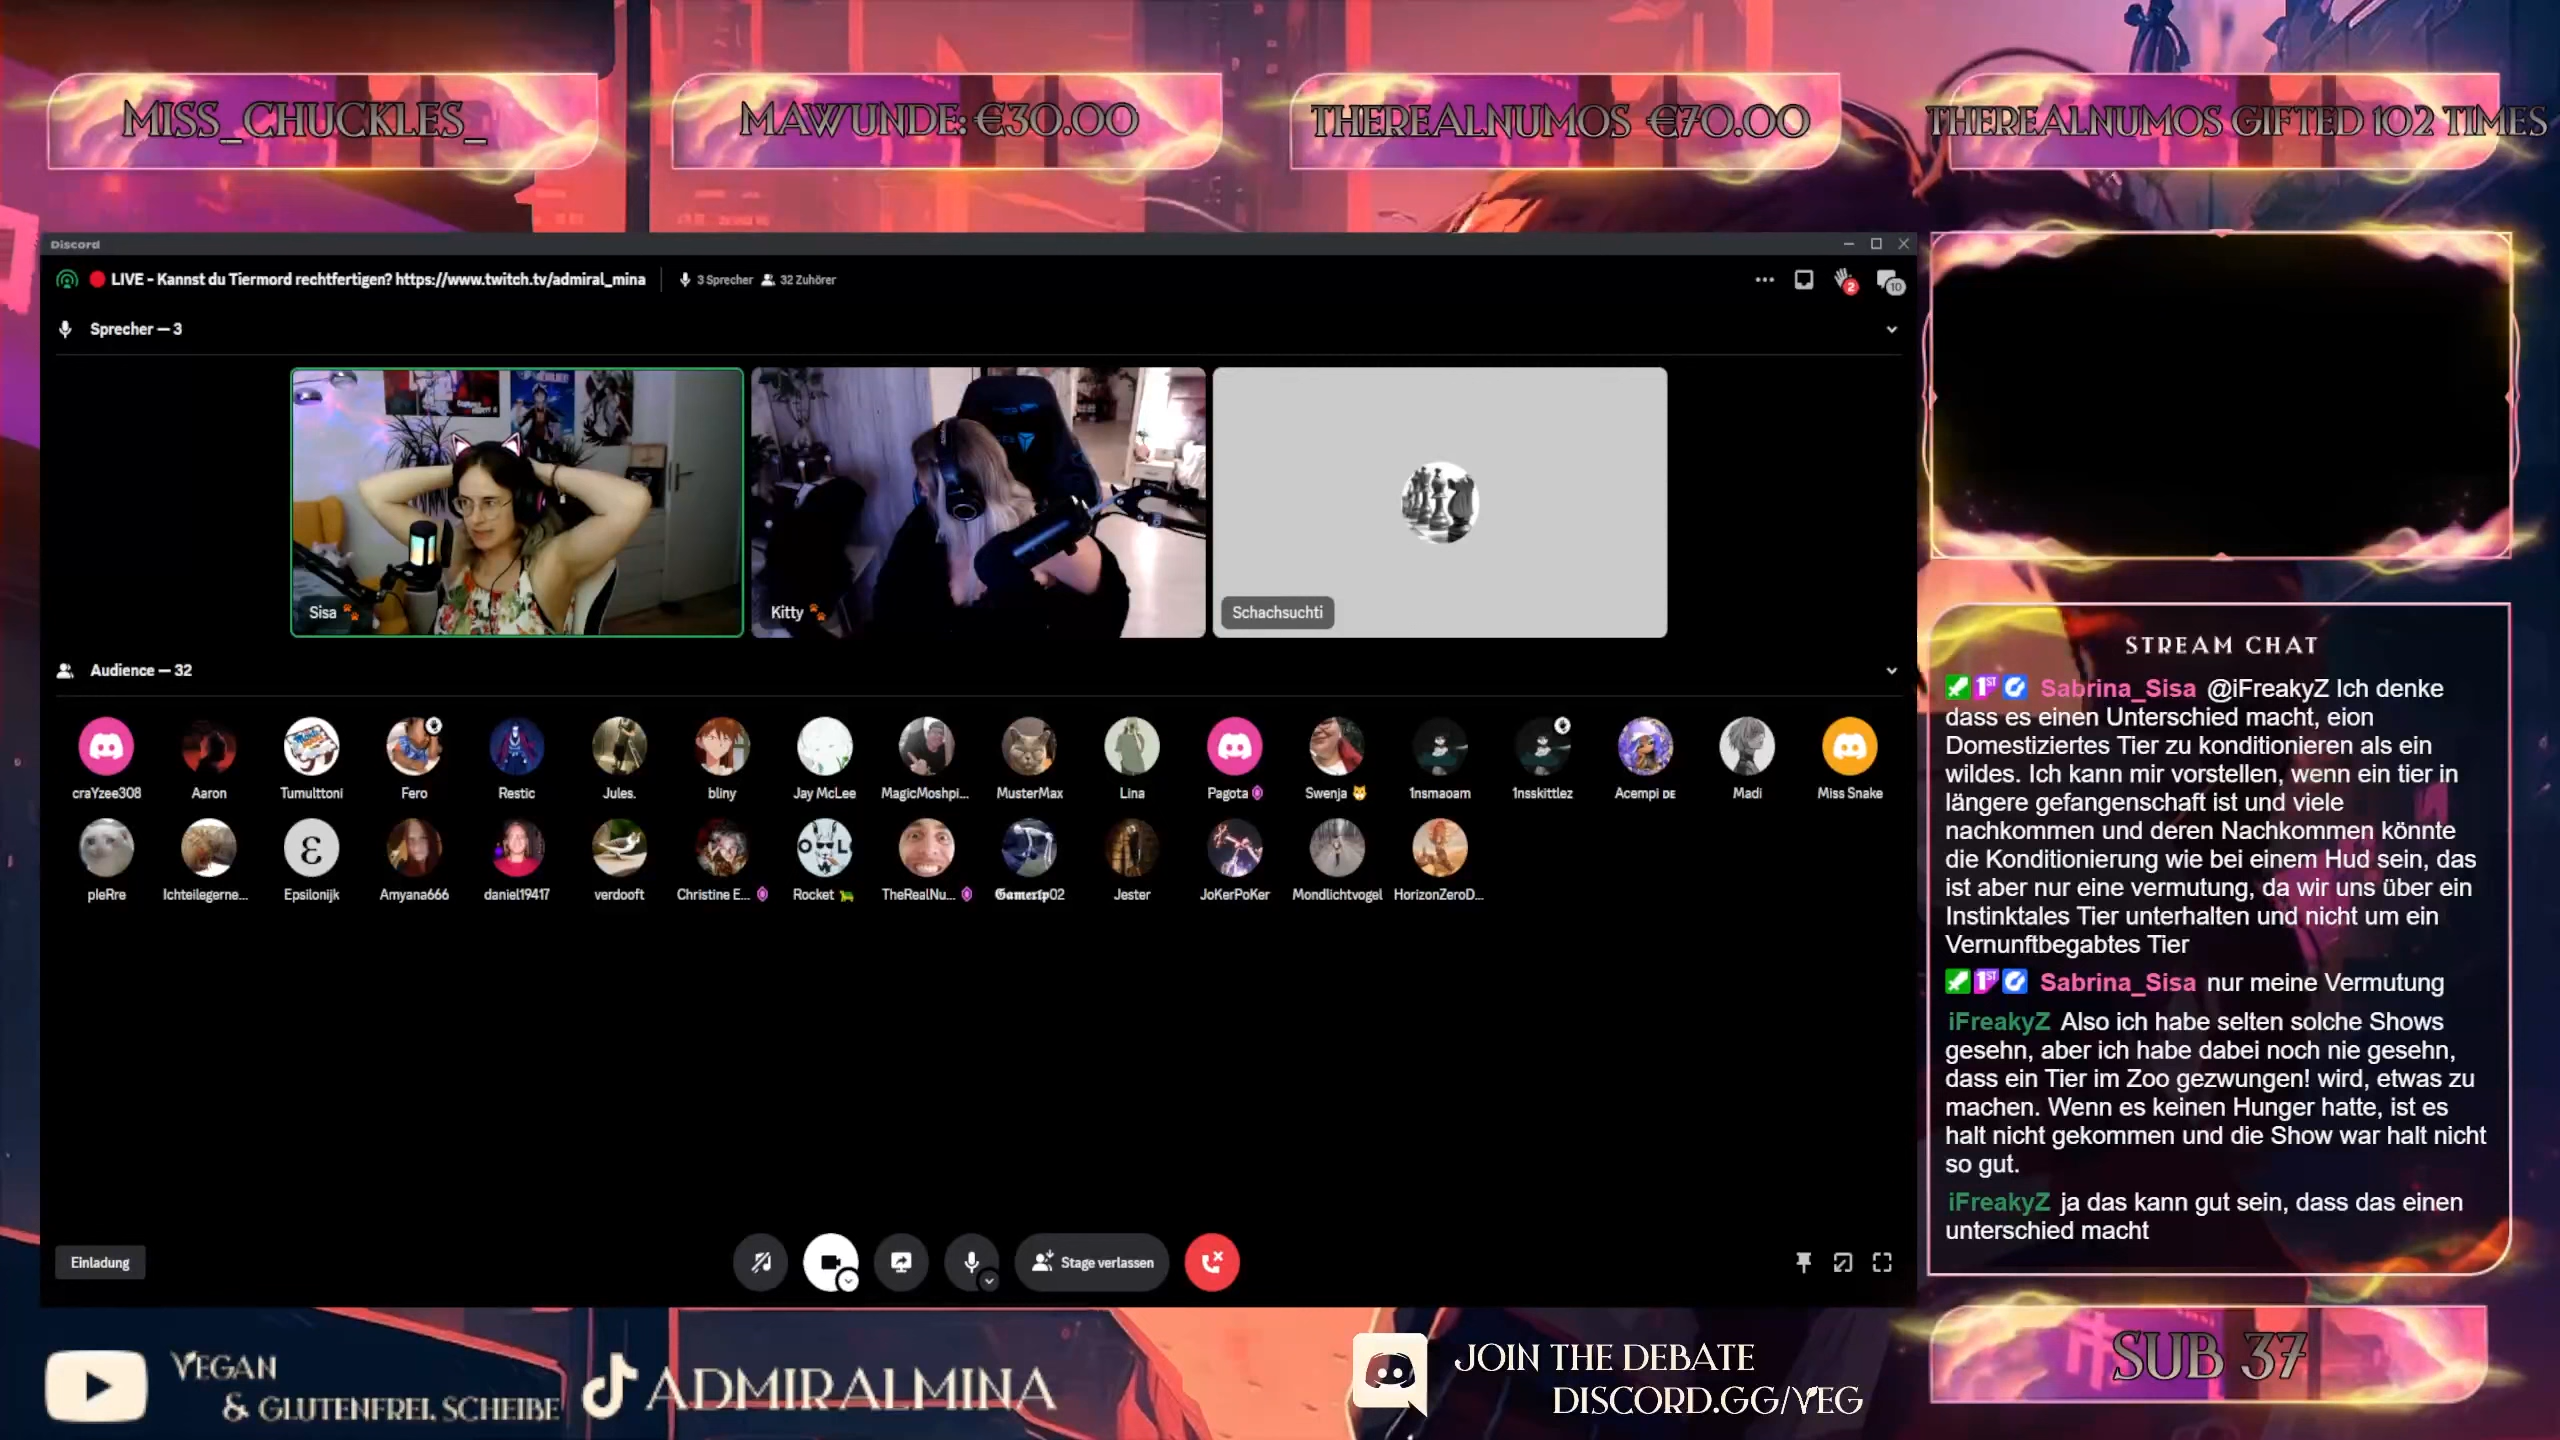 MISS_CHUCKLES_
MAWUNDE: €30.00
THEREALNUMOS €70.00
THEREALNUMOS GIFTED 102 TIMES
Discord
LIVE - Kannst du Tiermord rechtfertigen? https://www.twitch.tv/admiral_mina
3 Sprecher 32 Zuhörer
2
10
Sprecher — 3
Sisa
Kitty
Schachsuchti
Audience — 32
craYzee308 Aaron Tumulttoni Fero Restic Jules. bliny Jay McLee MagicMoshpi... MusterMax Lina Pagota Swenja 1nsmaoam 1nsskittlez Acempi DE Madi Miss Snake
pleRre Ichteilegerne... Epsilonijk Amyana666 daniel19417 verdooft Christine E... Rocket TheRealNu... Gamertp02 Jester JoKerPoKer Mondlichtvogel HorizonZeroD...
Einladung
Stage verlassen
STREAM CHAT
1ST Sabrina_Sisa @iFreakyZ Ich denke
dass es einen Unterschied macht, eion
Domestiziertes Tier zu konditionieren als ein
wildes. Ich kann mir vorstellen, wenn ein tier in
längere gefangenschaft ist und viele
nachkommen und deren Nachkommen könnte
die Konditionierung wie bei einem Hud sein, das
ist aber nur eine vermutung, da wir uns über ein
Instinktales Tier unterhalten und nicht um ein
Vernunftbegabtes Tier
1ST Sabrina_Sisa nur meine Vermutung
iFreakyZ Also ich habe selten solche Shows
gesehn, aber ich habe dabei noch nie gesehn,
dass ein Tier im Zoo gezwungen! wird, etwas zu
machen. Wenn es keinen Hunger hatte, ist es
halt nicht gekommen und die Show war halt nicht
so gut.
iFreakyZ ja das kann gut sein, dass das einen
unterschied macht
VEGAN
& GLUTENFREI, SCHEIBE
ADMIRALMINA
JOIN THE DEBATE
DISCORD.GG/VEG
SUB 37